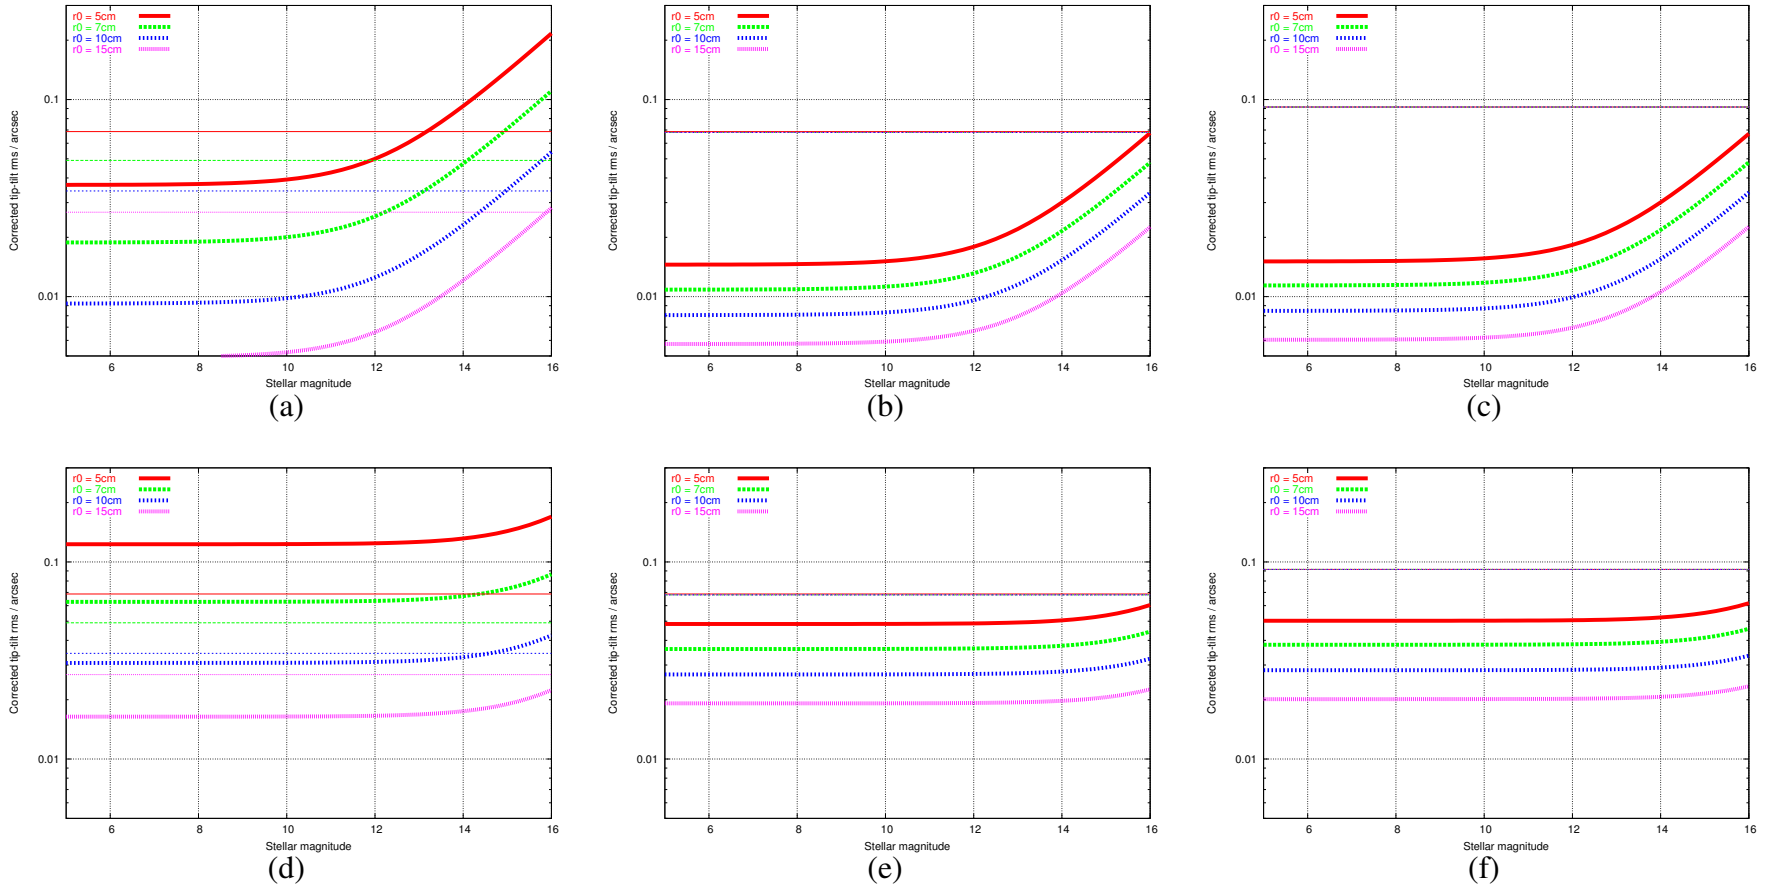 r0 = 5cm
r0 = 7cm
r0 = 10cm
r0 = 15cm
0.1
0.01
Corrected tip-tilt rms / arcsec
6 8 10 12 14 16
Stellar magnitude
(a)
r0 = 5cm
r0 = 7cm
r0 = 10cm
r0 = 15cm
0.1
0.01
Corrected tip-tilt rms / arcsec
6 8 10 12 14 16
Stellar magnitude
(b)
r0 = 5cm
r0 = 7cm
r0 = 10cm
r0 = 15cm
0.1
0.01
Corrected tip-tilt rms / arcsec
6 8 10 12 14 16
Stellar magnitude
(c)
r0 = 5cm
r0 = 7cm
r0 = 10cm
r0 = 15cm
0.1
0.01
Corrected tip-tilt rms / arcsec
6 8 10 12 14 16
Stellar magnitude
(d)
r0 = 5cm
r0 = 7cm
r0 = 10cm
r0 = 15cm
0.1
0.01
Corrected tip-tilt rms / arcsec
6 8 10 12 14 16
Stellar magnitude
(e)
r0 = 5cm
r0 = 7cm
r0 = 10cm
r0 = 15cm
0.1
0.01
Corrected tip-tilt rms / arcsec
6 8 10 12 14 16
Stellar magnitude
(f)